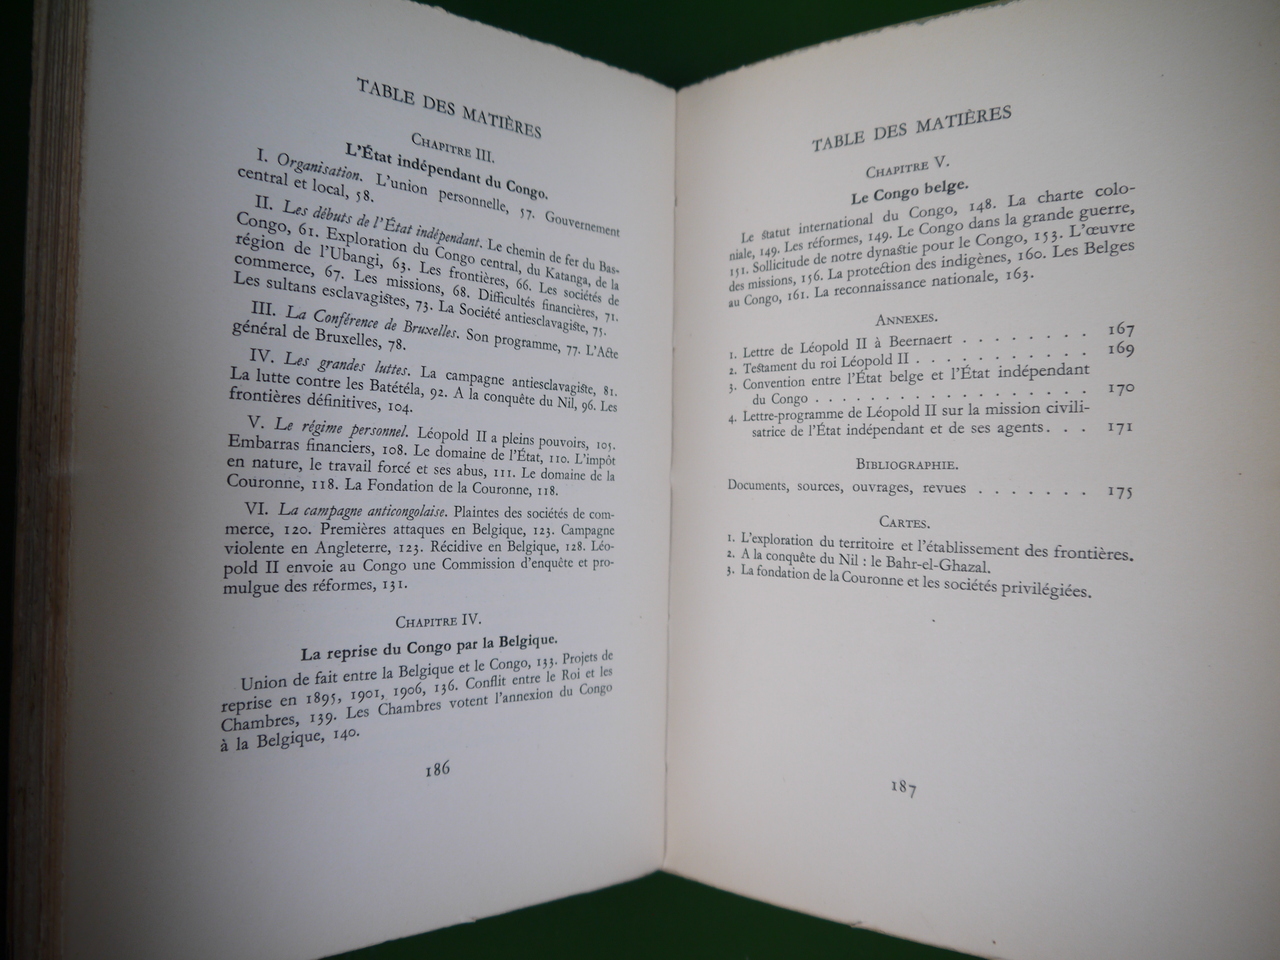 TABLE DES MATIÈRES
CHAPITRE III.
L'État indépendant du Congo.
I. Organisation. L'union personnelle, 57. Gouvernement
central et local, 58.
II. Les débuts de l'État indépendant. Le chemin de fer du Bas-
Congo, 61. Exploration du Congo central, du Katanga, de la
région de l'Ubangi, 63. Les frontières, 66. Les sociétés de
commerce, 67. Les missions, 68. Difficultés financières, 71.
Les sultans esclavagistes, 73. La Société antiesclavagiste, 75.
III. La Conférence de Bruxelles. Son programme, 77. L'Acte
général de Bruxelles, 78.
IV. Les grandes luttes. La campagne antiesclavagiste, 81.
La lutte contre les Batétéla, 92. A la conquête du Nil, 96. Les
frontières définitives, 104.
V. Le régime personnel. Léopold II a pleins pouvoirs, 105.
Embarras financiers, 108. Le domaine de l'État, 110. L'impôt
en nature, le travail forcé et ses abus, 111. Le domaine de la
Couronne, 118. La Fondation de la Couronne, 118.
VI. La campagne anticongolaise. Plaintes des sociétés de com-
merce, 120. Premières attaques en Belgique, 123. Campagne
violente en Angleterre, 123. Récidive en Belgique, 128. Léo-
pold II envoie au Congo une Commission d'enquête et pro-
mulgue des réformes, 131.
CHAPITRE IV.
La reprise du Congo par la Belgique.
Union de fait entre la Belgique et le Congo, 133. Projets de
reprise en 1895, 1901, 1906, 136. Conflit entre le Roi et les
Chambres, 139. Les Chambres votent l'annexion du Congo
à la Belgique, 140.
186
TABLE DES MATIÈRES
CHAPITRE V.
Le Congo belge.
Le statut international du Congo, 148. La charte colo-
niale, 149. Les réformes, 149. Le Congo dans la grande guerre,
151. Sollicitude de notre dynastie pour le Congo, 153. L'œuvre
des missions, 156. La protection des indigènes, 160. Les Belges
au Congo, 161. La reconnaissance nationale, 163.
ANNEXES.
1. Lettre de Léopold II à Beernaert . . . . . . . . 167
2. Testament du roi Léopold II . . . . . . . . . . . 169
3. Convention entre l'État belge et l'État indépendant
du Congo . . . . . . . . . . . . . . . . . . 170
4. Lettre-programme de Léopold II sur la mission civili-
satrice de l'État indépendant et de ses agents. . . 171
BIBLIOGRAPHIE.
Documents, sources, ouvrages, revues . . . . . . . 175
CARTES.
1. L'exploration du territoire et l'établissement des frontières.
2. A la conquête du Nil : le Bahr-el-Ghazal.
3. La fondation de la Couronne et les sociétés privilégiées.
187